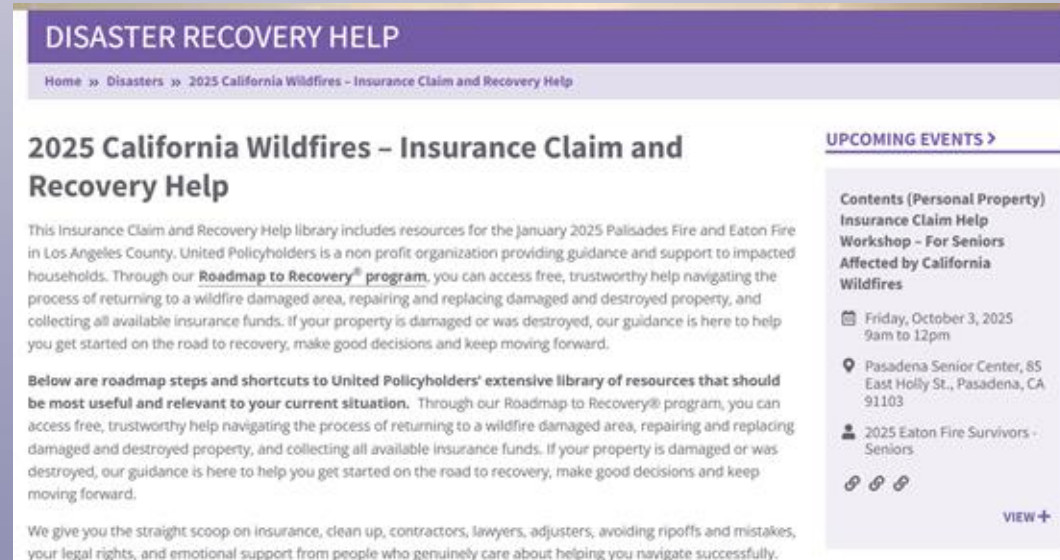 DISASTER RECOVERY HELP
Home » Disasters » 2025 California Wildfires – Insurance Claim and Recovery Help
2025 California Wildfires – Insurance Claim and
Recovery Help
This Insurance Claim and Recovery Help library includes resources for the January 2025 Palisades Fire and Eaton Fire
in Los Angeles County. United Policyholders is a non profit organization providing guidance and support to impacted
households. Through our Roadmap to Recovery® program, you can access free, trustworthy help navigating the
process of returning to a wildfire damaged area, repairing and replacing damaged and destroyed property, and
collecting all available insurance funds. If your property is damaged or was destroyed, our guidance is here to help
you get started on the road to recovery, make good decisions and keep moving forward.
Below are roadmap steps and shortcuts to United Policyholders' extensive library of resources that should
be most useful and relevant to your current situation. Through our Roadmap to Recovery® program, you can
access free, trustworthy help navigating the process of returning to a wildfire damaged area, repairing and replacing
damaged and destroyed property, and collecting all available insurance funds. If your property is damaged or was
destroyed, our guidance is here to help you get started on the road to recovery, make good decisions and keep
moving forward.
We give you the straight scoop on insurance, clean up, contractors, lawyers, adjusters, avoiding ripoffs and mistakes,
your legal rights, and emotional support from people who genuinely care about helping you navigate successfully.
UPCOMING EVENTS >
Contents (Personal Property)
Insurance Claim Help
Workshop – For Seniors
Affected by California
Wildfires
Friday, October 3, 2025
9am to 12pm
Pasadena Senior Center, 85
East Holly St., Pasadena, CA
91103
2025 Eaton Fire Survivors -
Seniors
VIEW +